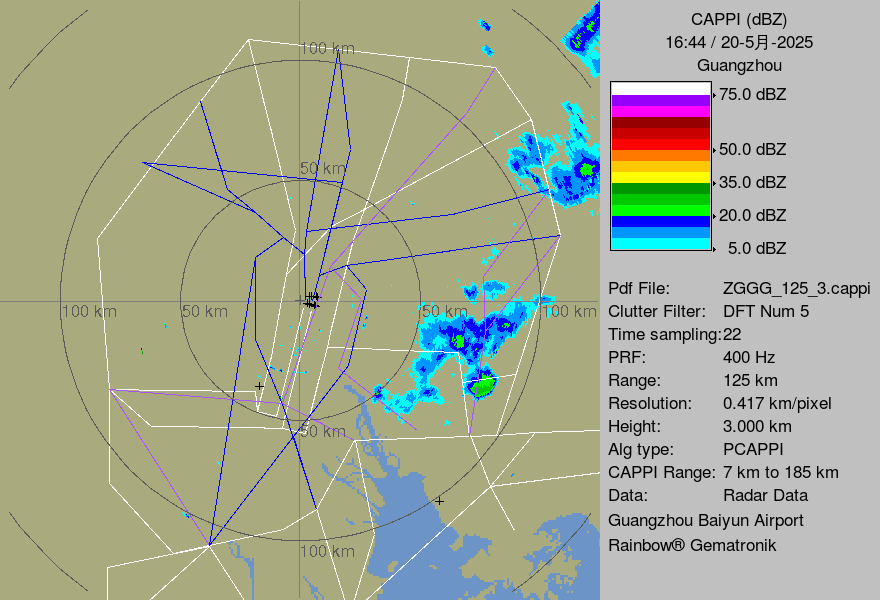 CAPPI (dBZ)
16:44 / 20-5月-2025
Guangzhou
75.0 dBZ
50.0 dBZ
35.0 dBZ
20.0 dBZ
5.0 dBZ
Pdf File: ZGGG_125_3.cappi
Clutter Filter: DFT Num 5
Time sampling:22
PRF: 400 Hz
Range: 125 km
Resolution: 0.417 km/pixel
Height: 3.000 km
Alg type: PCAPPI
CAPPI Range: 7 km to 185 km
Data: Radar Data
Guangzhou Baiyun Airport
Rainbow® Gematronik
100 km
50 km
100 km
50 km
50 km
100 km
50 km
100 km